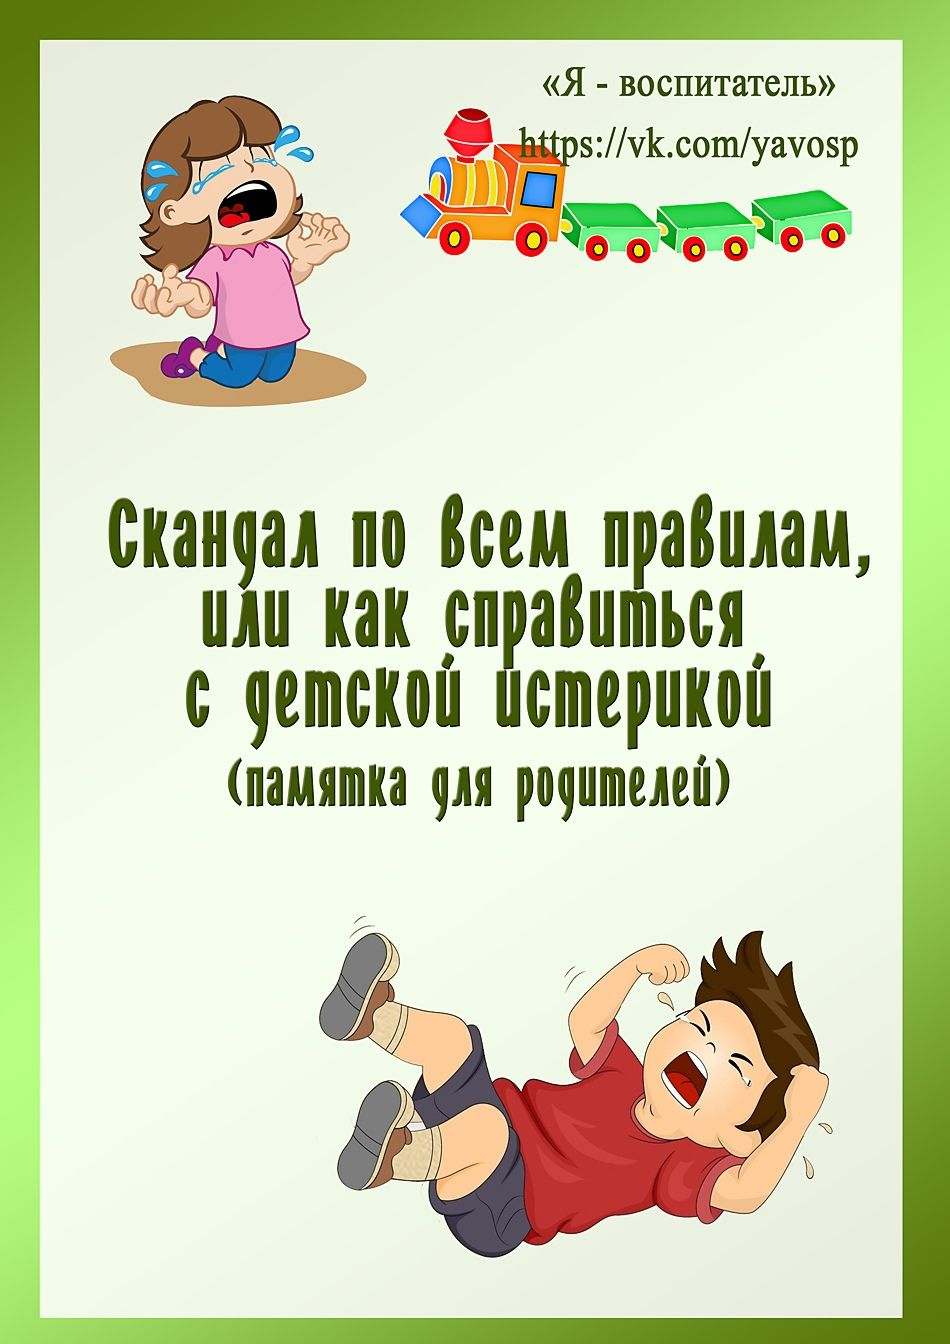 «Я - воспитатель»
https://vk.com/yavosp
Скандал по всем правилам,
или как справиться
с детской истерикой
(памятка для родителей)